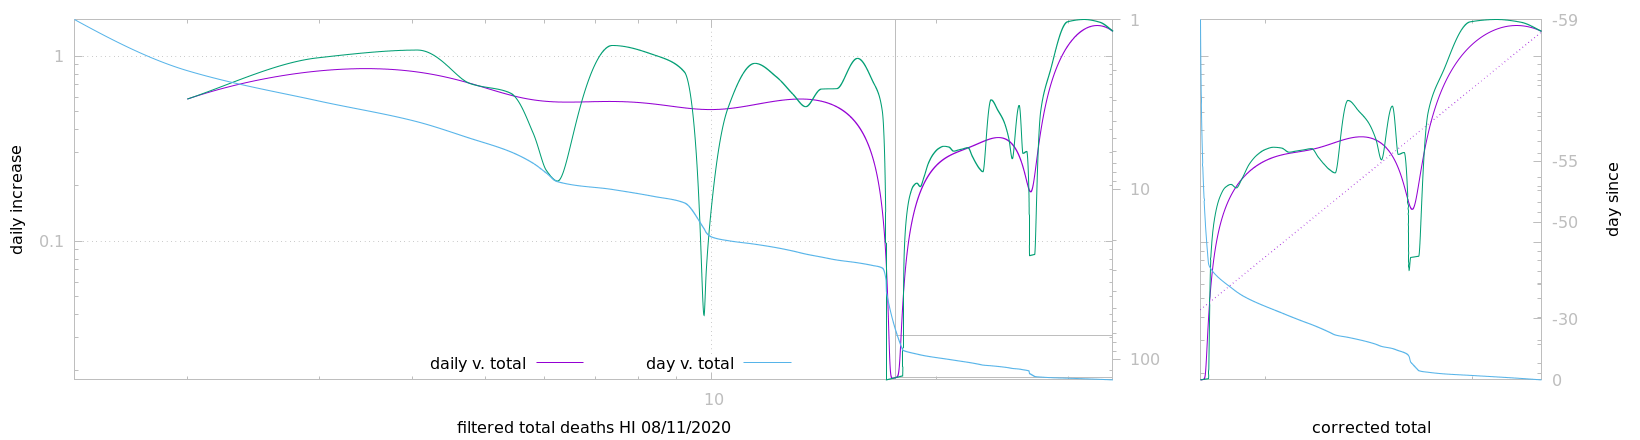 daily increase
1
0.1
10
daily v. total
day v. total
filtered total deaths HI 08/11/2020
1
10
100
-59
-55
-50
-30
0
day since
corrected total